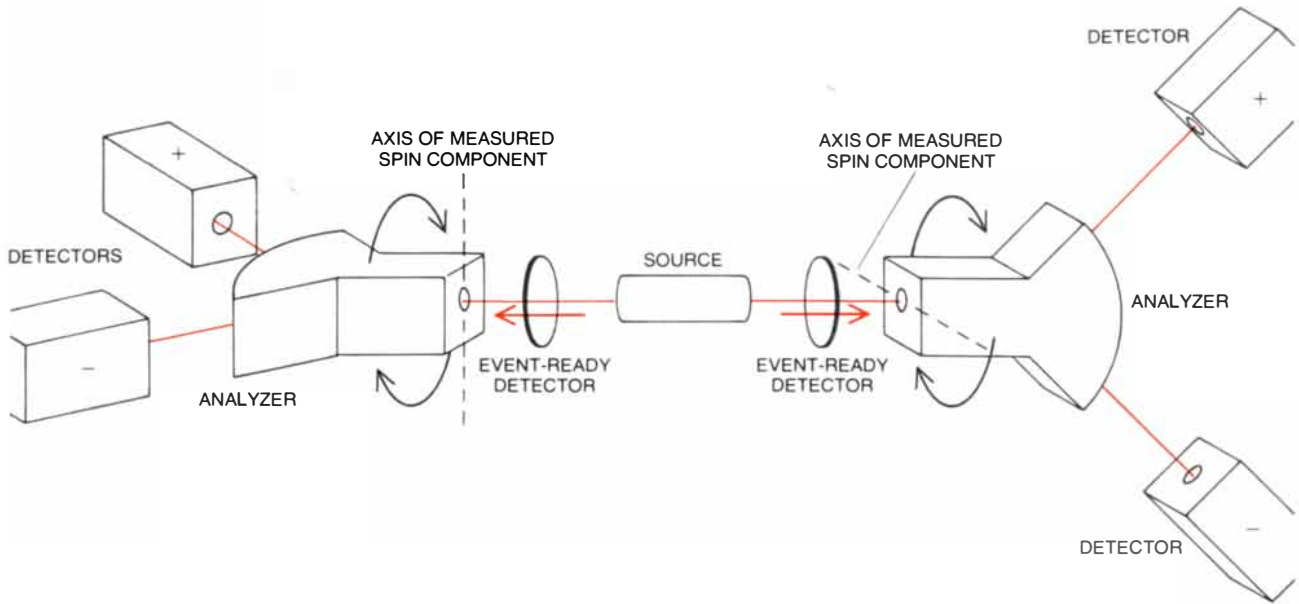 DETECTOR
+
AXIS OF MEASURED
SPIN COMPONENT
AXIS OF MEASURED
SPIN COMPONENT
+
DETECTORS
SOURCE
ANALYZER
−
EVENT-READY
DETECTOR
EVENT-READY
DETECTOR
ANALYZER
−
DETECTOR